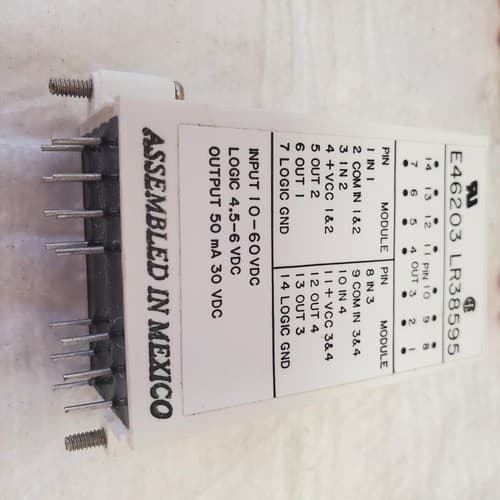 E46203 LR38595
14 13 12 11 PIN 10 9 8
7 6 5 4 OUT 3 2 1
PIN MODULE
1 IN 1
2 COM IN 1&2
3 IN 2
4 +VCC 1&2
5 OUT 2
6 OUT 1
7 LOGIC GND
PIN MODULE
8 IN 3
9 COM IN 3&4
10 IN 4
11 +VCC 3&4
12 OUT 4
13 OUT 3
14 LOGIC GND
INPUT 10-60VDC
LOGIC 4.5-6 VDC
OUTPUT 50 mA 30 VDC
ASSEMBLED IN MEXICO